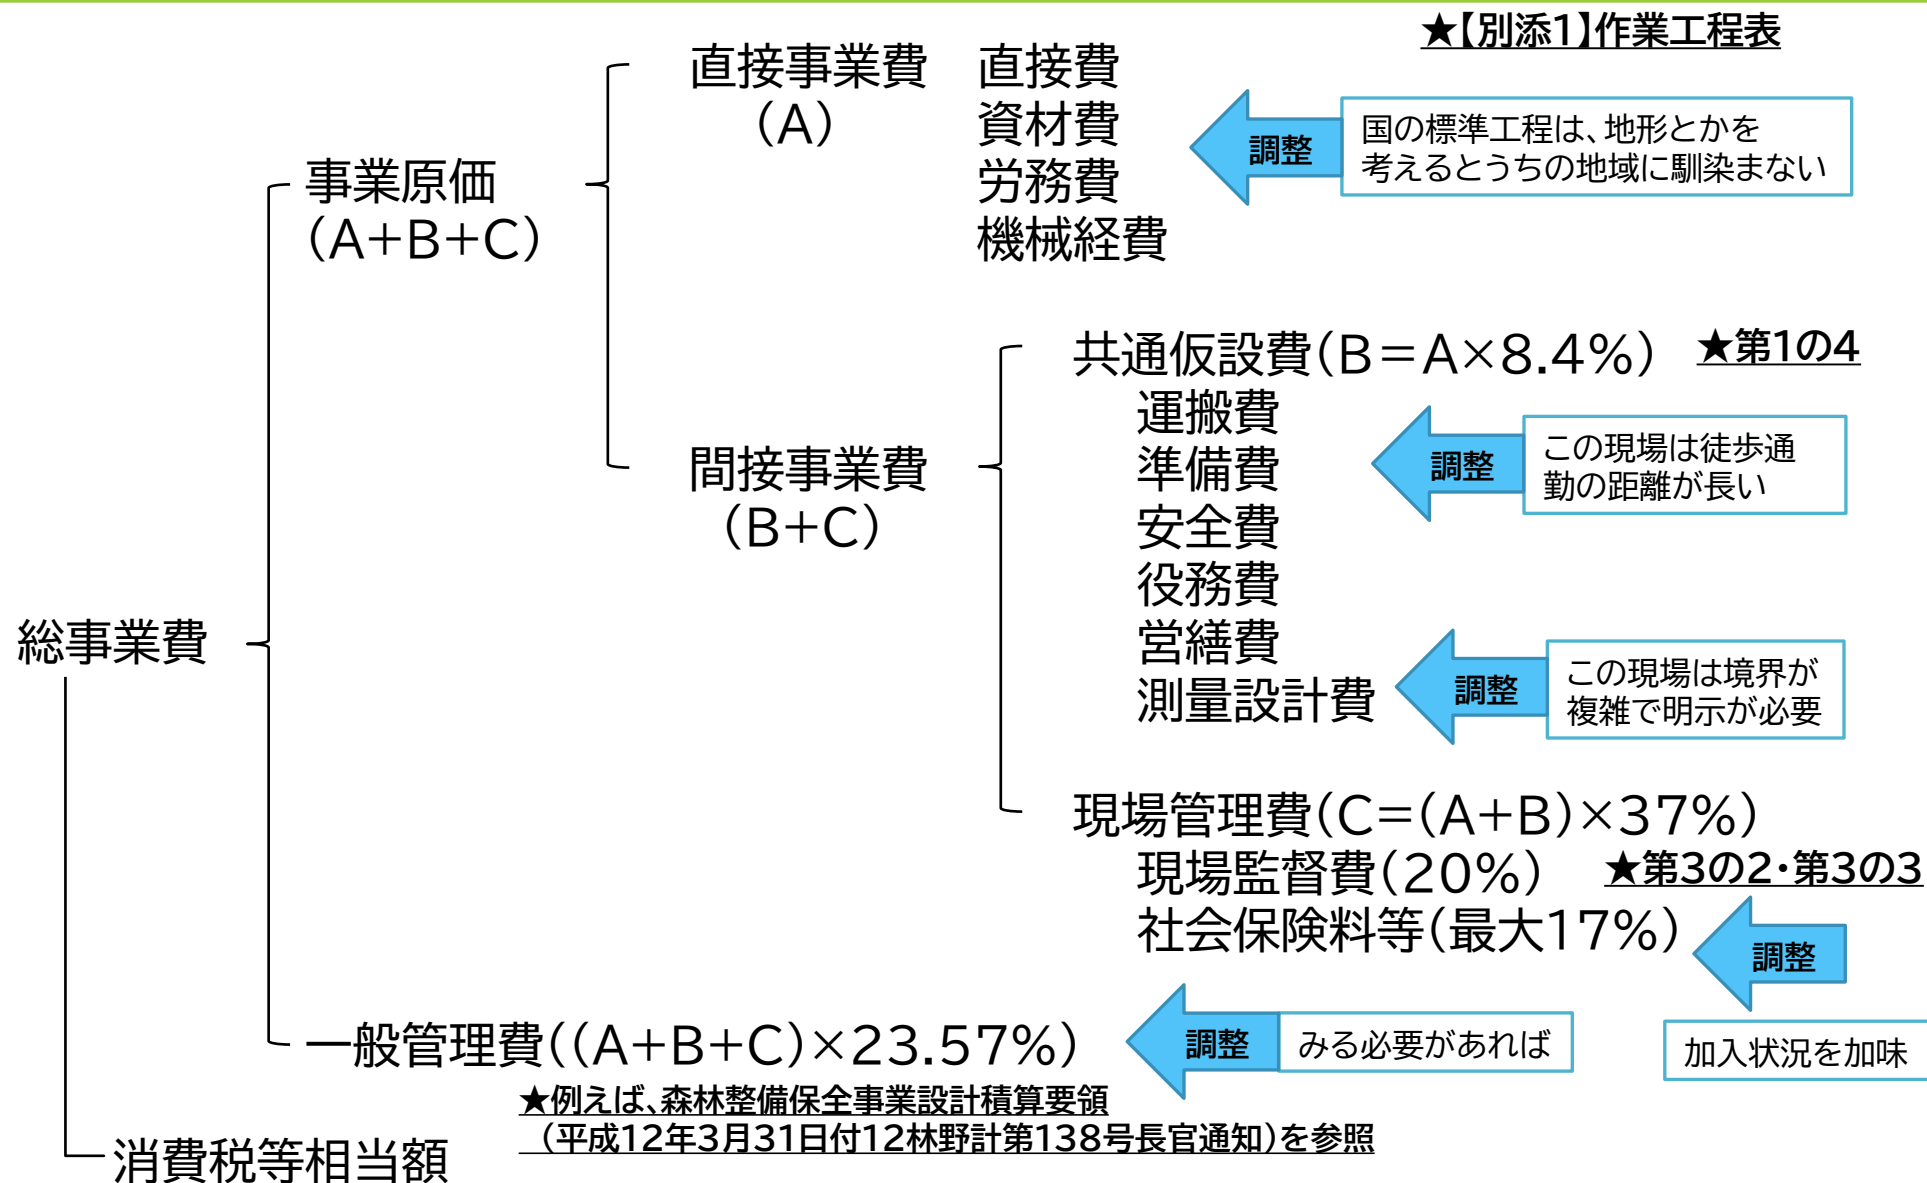 ★【別添1】作業工程表
直接事業費　直接費
（A）　資材費
労務費
機械経費
調整
国の標準工程は、地形とかを
考えるとうちの地域に馴染まない
事業原価
（A+B+C）
共通仮設費（B＝A×8.4%）　★第1の4
運搬費
準備費
安全費
役務費
営繕費
測量設計費
調整
この現場は徒歩通
勤の距離が長い
間接事業費
（B+C）
調整
この現場は境界が
複雑で明示が必要
総事業費
現場管理費（C＝(A+B)×37%）
現場監督費（20%）　★第3の2・第3の3
社会保険料等（最大17%）
調整
加入状況を加味
一般管理費((A+B+C)×23.57%)
調整
みる必要があれば
★例えば、森林整備保全事業設計積算要領
（平成12年3月31日付12林野計第138号長官通知）を参照
消費税等相当額